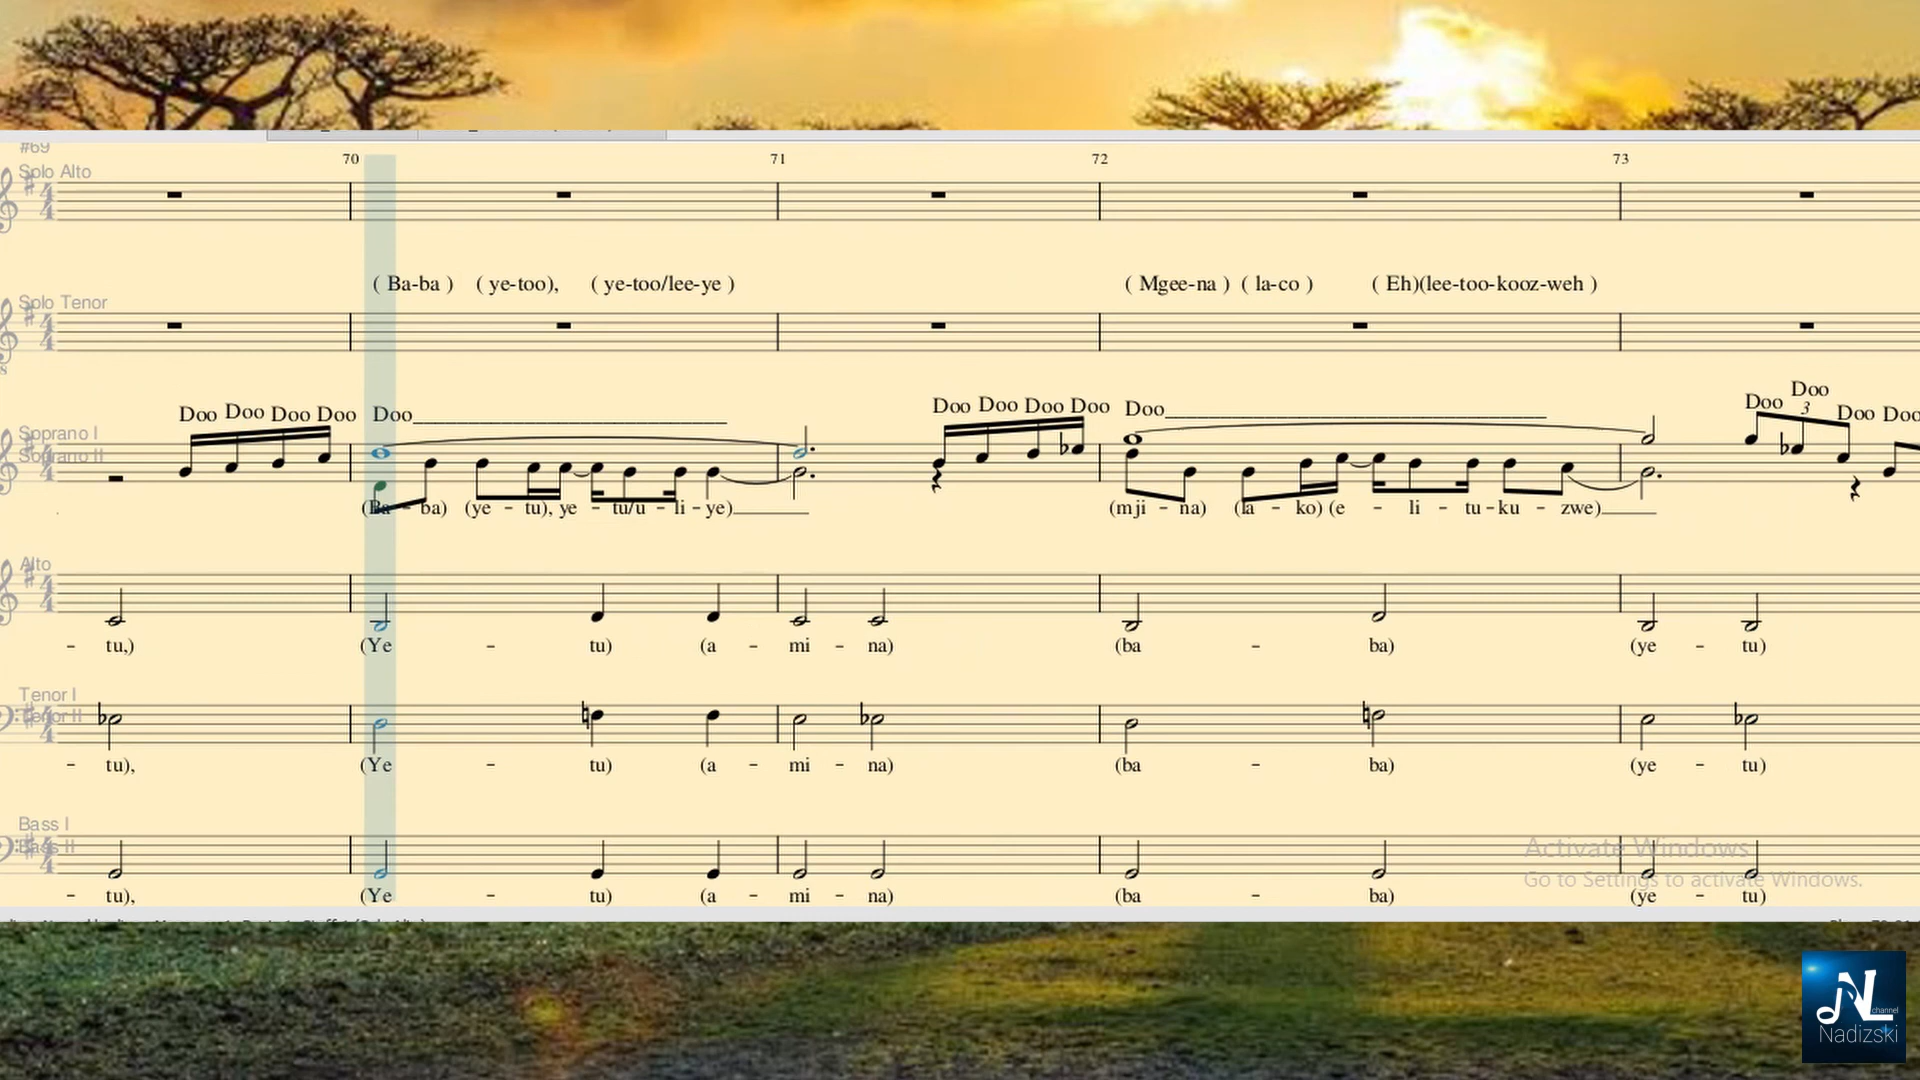 #69
70 71 72 73
Solo Alto
( Ba-ba ) ( ye-too), ( ye-too/lee-ye ) ( Mgee-na ) ( la-co ) ( Eh)(lee-too-kooz-weh )
Solo Tenor
Doo Doo Doo Doo Doo Doo Doo Doo Doo Doo Doo Doo Doo Doo
3
Soprano I
Soprano II
(Ba - ba) (ye - tu), ye - tu/u - li - ye) (mji - na) (la - ko) (e - li - tu - ku - zwe)
Alto
- tu,) (Ye - tu) (a - mi - na) (ba - ba) (ye - tu)
Tenor I
Tenor II
- tu), (Ye - tu) (a - mi - na) (ba - ba) (ye - tu)
Bass I
Bass II
- tu), (Ye - tu) (a - mi - na) (ba - ba) (ye - tu)
Activate Windows
Go to Settings to activate Windows.
NL
channel
Nadizski